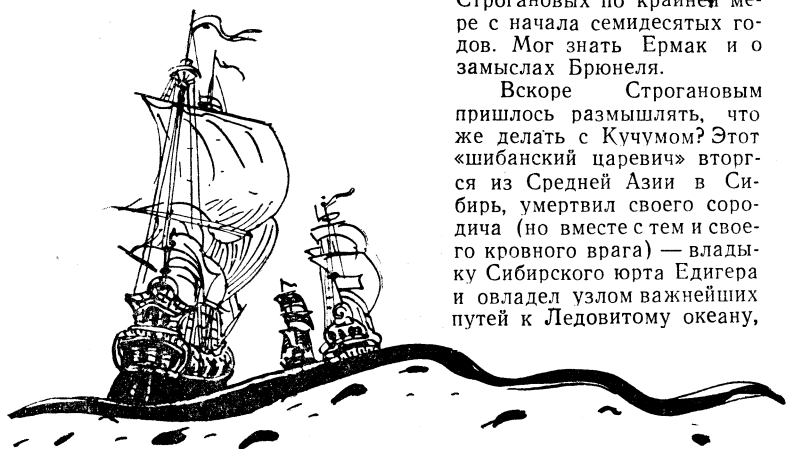 Строгановых по крайней ме-
ре с начала семидесятых го-
дов. Мог знать Ермак и о
замыслах Брюнеля.
Вскоре Строгановым
пришлось размышлять, что
же делать с Кучумом? Этот
«шибанский царевич» вторг-
ся из Средней Азии в Си-
бирь, умертвил своего соро-
дича (но вместе с тем и свое-
го кровного врага) — влады-
ку Сибирского юрта Едигера
и овладел узлом важнейших
путей к Ледовитому океану,